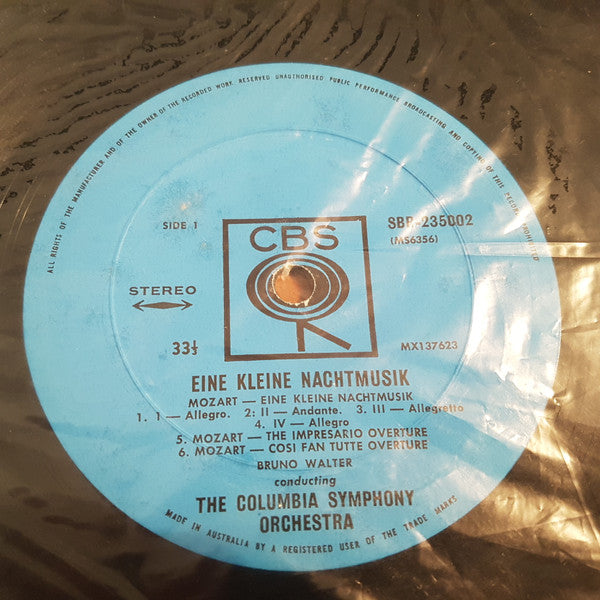 ALL RIGHTS OF THE MANUFACTURER AND OF THE OWNER OF THE RECORDED WORK RESERVED UNAUTHORISED PUBLIC PERFORMANCE BROADCASTING AND COPYING OF THIS RECORD PROHIBITED
SIDE 1
CBS
SBR-235002
(MS6356)
STEREO
33⅓
MX137623
EINE KLEINE NACHTMUSIK
MOZART — EINE KLEINE NACHTMUSIK
1. 1 — Allegro. 2: II — Andante. 3. III — Allegretto
4. IV — Allegro
5. MOZART — THE IMPRESARIO OVERTURE
6. MOZART — COSI FAN TUTTE OVERTURE
BRUNO WALTER
conducting
THE COLUMBIA SYMPHONY
ORCHESTRA
MADE IN AUSTRALIA BY A REGISTERED USER OF THE TRADE MARKS